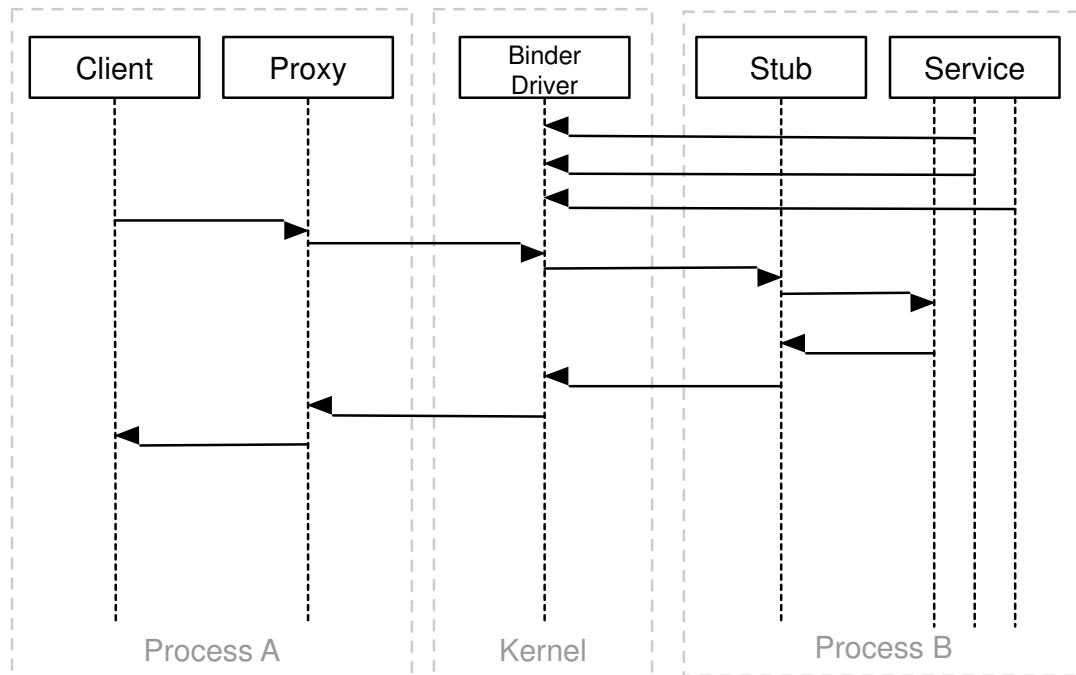 Client
Proxy
Binder
Driver
Stub
Service
Process A
Kernel
Process B